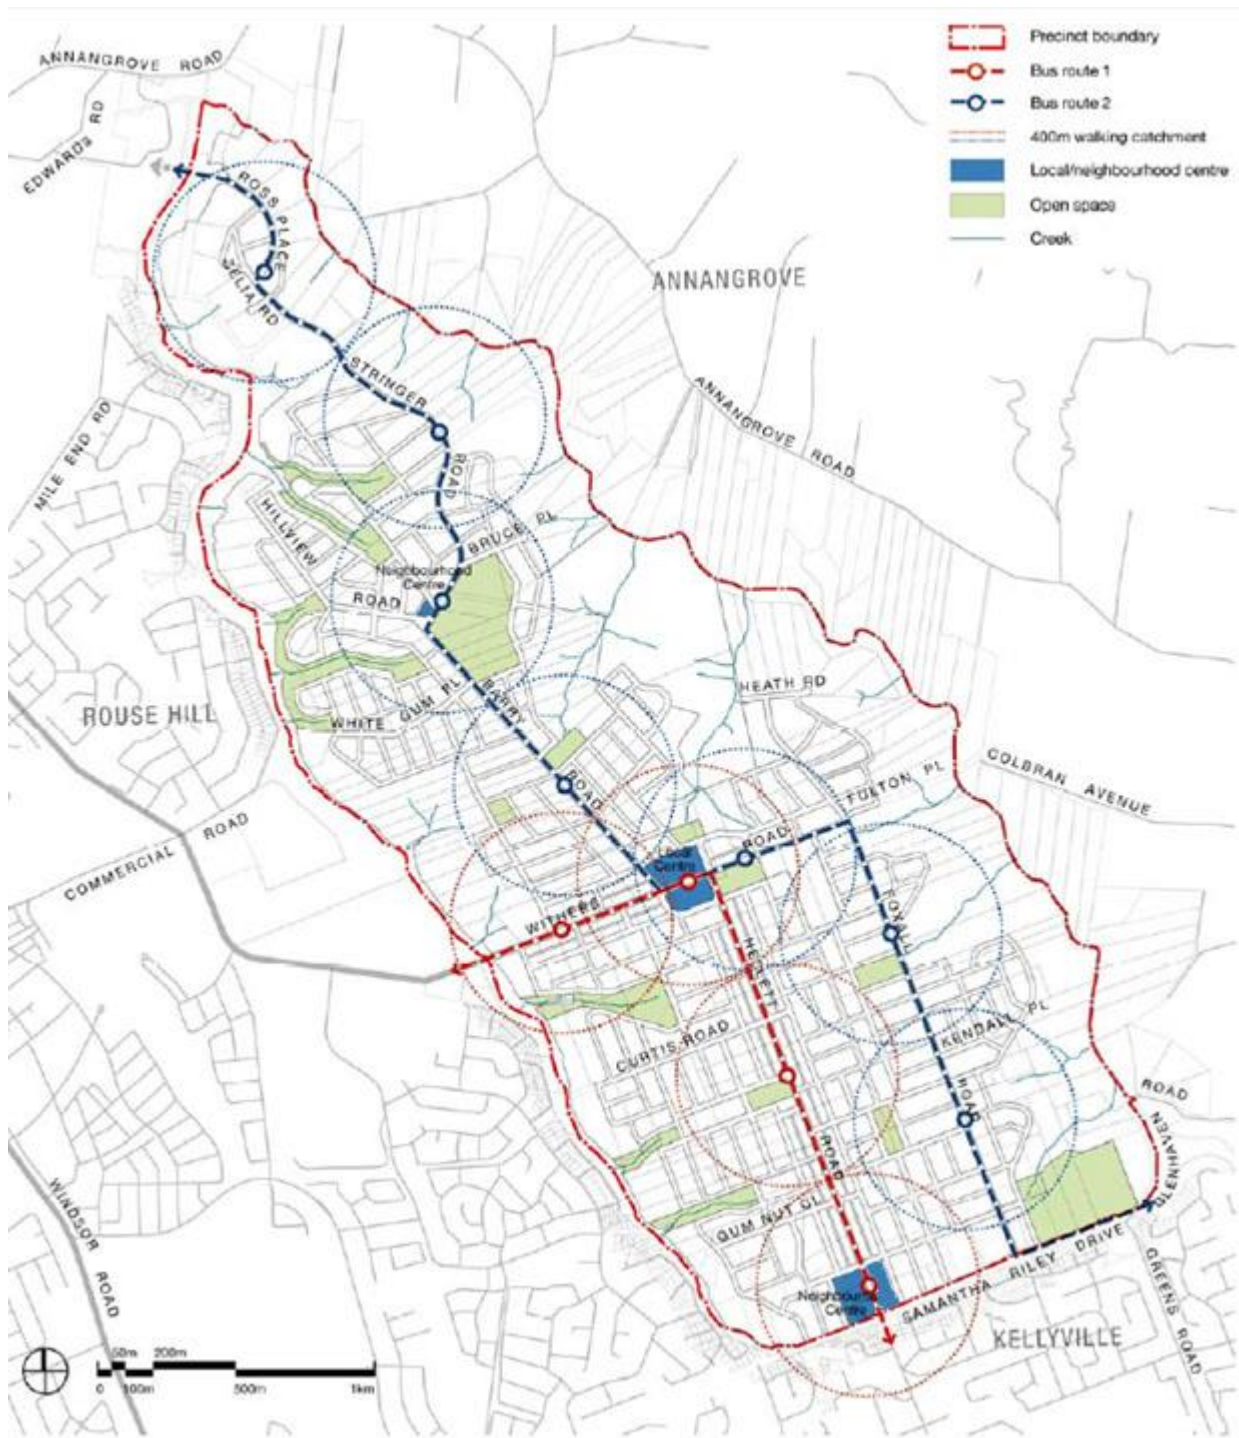 Precinct boundary
Bus route 1
Bus route 2
400m walking catchment
Local/neighbourhood centre
Open space
Creek
ANNANGROVE ROAD
EDWARDS RD
ROSS PLACE
CELIA RD
ANNANGROVE
STRINGER
ROAD
ANNANGROVE ROAD
MILE END RD
HILLVIEW
ROAD
BRUCE PL
Neighbourhood
Centre
HEATH RD
ROUSE HILL
WHITE GUM PL
BARRY
ROAD
COLBRAN AVENUE
FULTON PL
COMMERCIAL ROAD
Local
Centre
ROAD
WITHERS
FOXALL
ROAD
HEZLETT
ROAD
CURTIS ROAD
KENDALL PL
ROAD
GLENHAVEN
WINDSOR
ROAD
GUM NUT CL
SAMANTHA RILEY DRIVE
GREENS ROAD
Centre
KELLYVILLE
50m 200m
0 100m 500m 1km